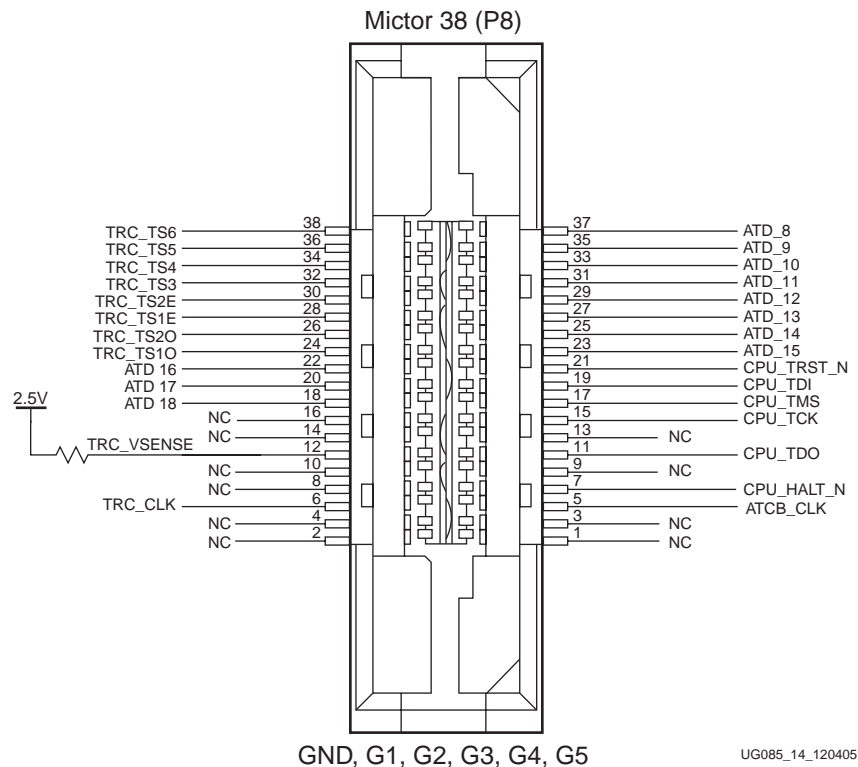 Mictor 38 (P8)
TRC_TS6 38 37 ATD_8
TRC_TS5 36 35 ATD_9
TRC_TS4 34 33 ATD_10
TRC_TS3 32 31 ATD_11
TRC_TS2E 30 29 ATD_12
TRC_TS1E 28 27 ATD_13
TRC_TS2O 26 25 ATD_14
TRC_TS1O 24 23 ATD_15
ATD 16 22 21 CPU_TRST_N
ATD 17 20 19 CPU_TDI
2.5V ATD 18 18 17 CPU_TMS
NC 16 15 CPU_TCK
NC 14 13 NC
TRC_VSENSE 12 11 CPU_TDO
NC 10 9 NC
NC 8 7 CPU_HALT_N
TRC_CLK 6 5 ATCB_CLK
NC 4 3 NC
NC 2 1 NC
GND, G1, G2, G3, G4, G5
UG085_14_120405